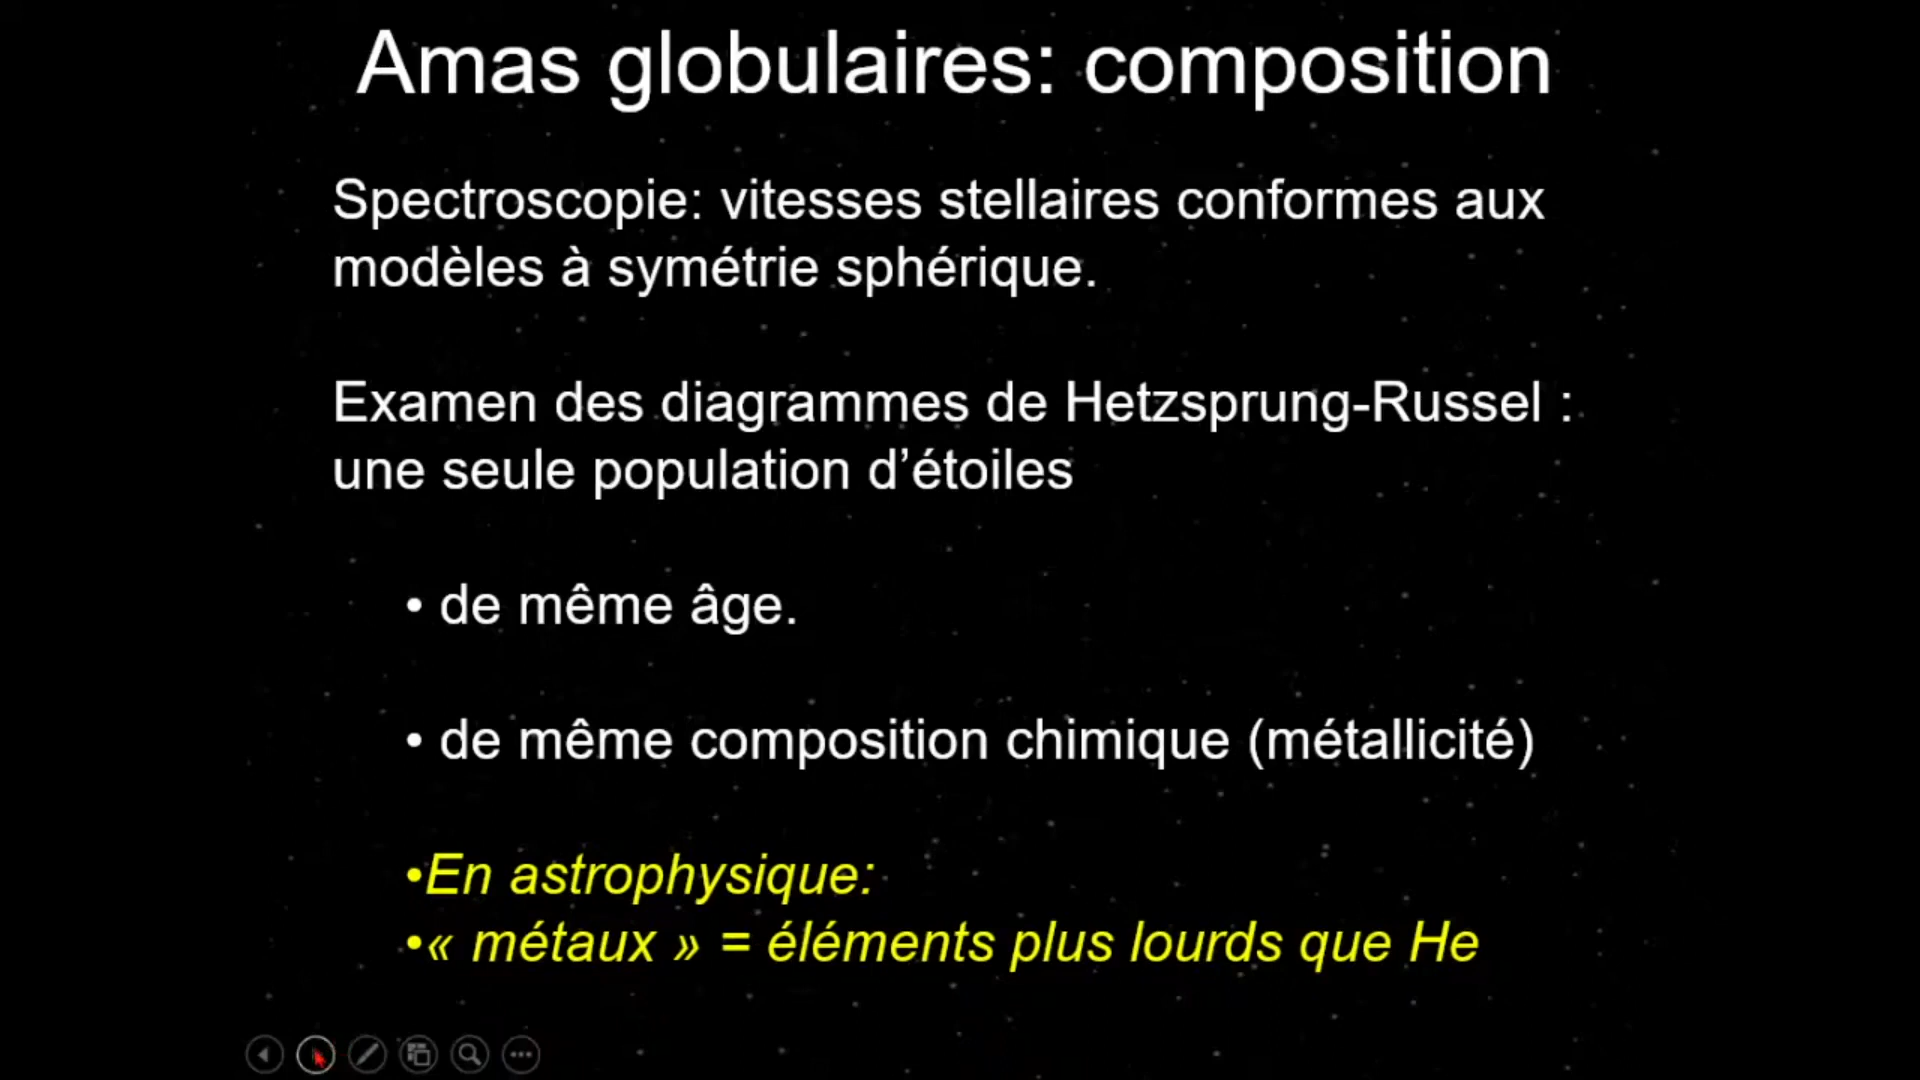 Amas globulaires: composition
Spectroscopie: vitesses stellaires conformes aux
modèles à symétrie sphérique.
Examen des diagrammes de Hetzsprung-Russel :
une seule population d’étoiles
• de même âge.
• de même composition chimique (métallicité)
•En astrophysique:
•« métaux » = éléments plus lourds que He